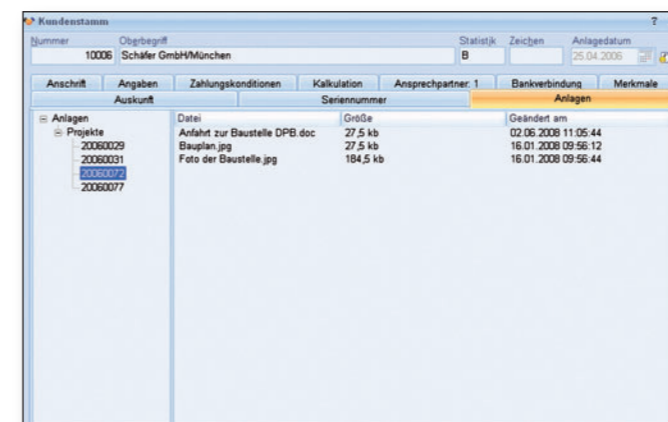 Kundenstamm ?
Nummer Oberbegriff Statistik Zeichen Anlagedatum
10006 Schäfer GmbH/München B 25.04.2006
Anschrift Angaben Zahlungskonditionen Kalkulation Ansprechpartner: 1 Bankverbindung Merkmale
Auskunft Seriennummer Anlagen
Anlagen Datei Größe Geändert am
Projekte Anfahrt zur Baustelle DPB.doc 27,5 kb 02.06.2008 11:05:44
20060029 Bauplan.jpg 27,5 kb 16.01.2008 09:56:12
20060031 Foto der Baustelle.jpg 184,5 kb 16.01.2008 09:56:44
20060072
20060077